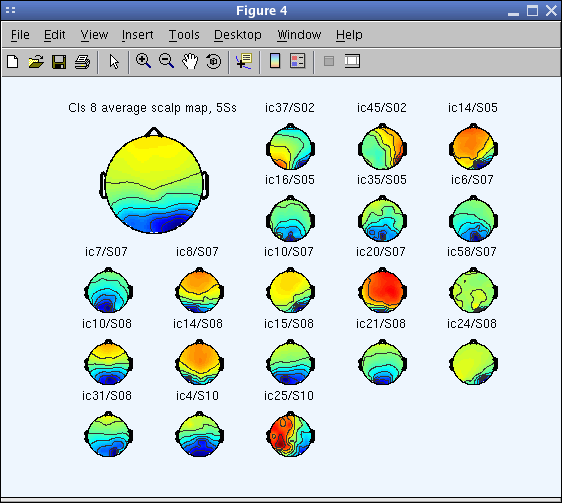 Figure 4
File Edit View Insert Tools Desktop Window Help
Cls 8 average scalp map, 5Ss
ic37/S02 ic45/S02 ic14/S05
ic16/S05 ic35/S05 ic6/S07
ic7/S07 ic8/S07 ic10/S07 ic20/S07 ic58/S07
ic10/S08 ic14/S08 ic15/S08 ic21/S08 ic24/S08
ic31/S08 ic4/S10 ic25/S10